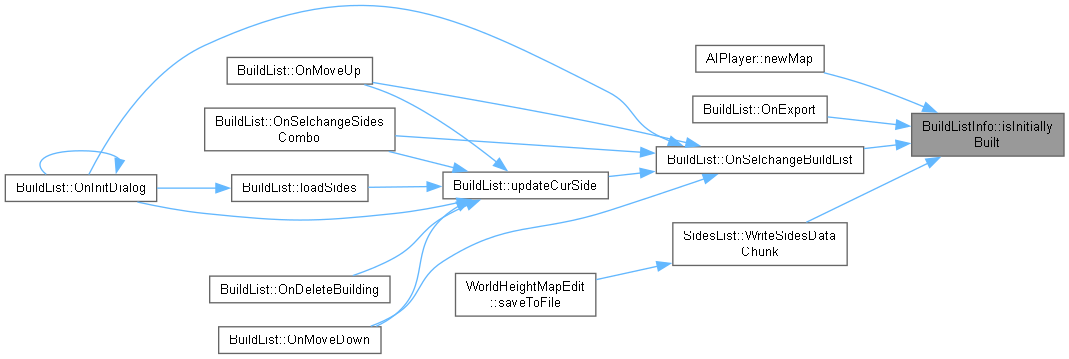 AIPlayer::newMap
BuildList::OnMoveUp
BuildList::OnExport
BuildList::OnSelchangeSides
Combo
BuildListInfo::isInitially
Built
BuildList::OnSelchangeBuildList
BuildList::OnInitDialog
BuildList::loadSides
BuildList::updateCurSide
SidesList::WriteSidesData
Chunk
BuildList::OnDeleteBuilding
WorldHeightMapEdit
::saveToFile
BuildList::OnMoveDown